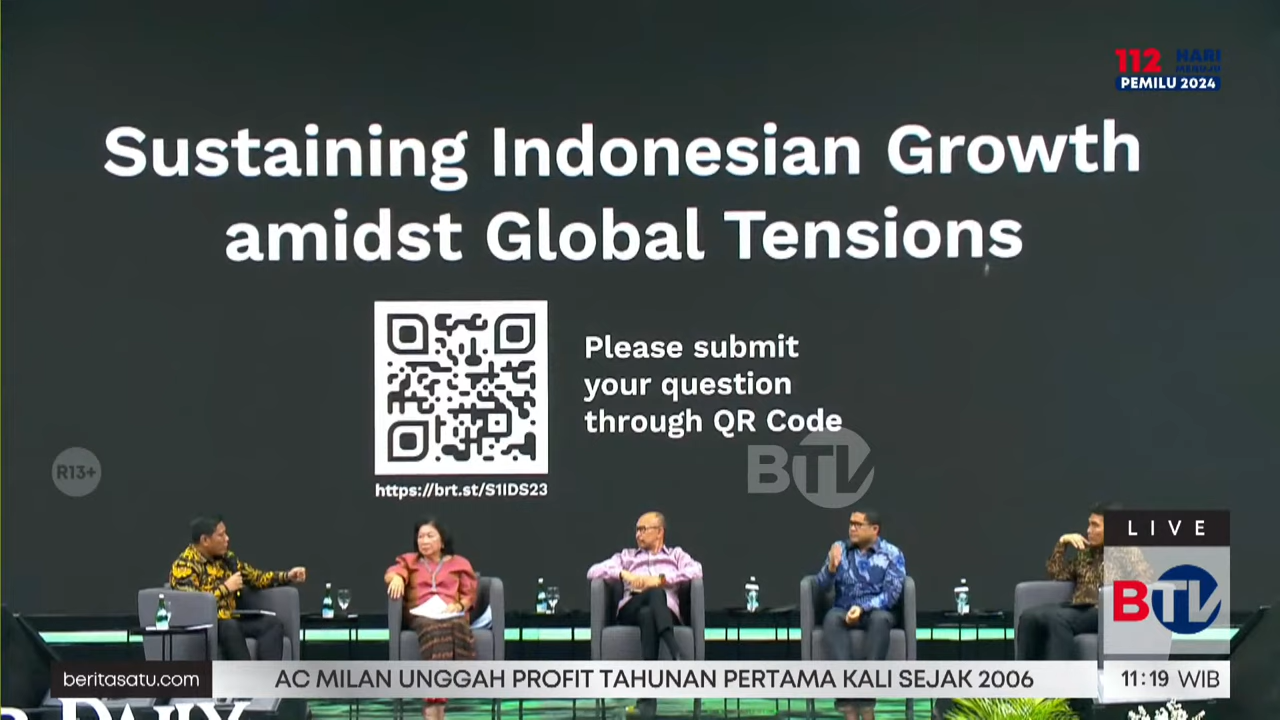 112 HARI
MENUJU
PEMILU 2024
Sustaining Indonesian Growth
amidst Global Tensions
Please submit
your question
through QR Code
https://brt.st/S1IDS23
R13+
BTV
LIVE
BTV
beritasatu.com
AC MILAN UNGGAH PROFIT TAHUNAN PERTAMA KALI SEJAK 2006
11:19 WIB
DAILY